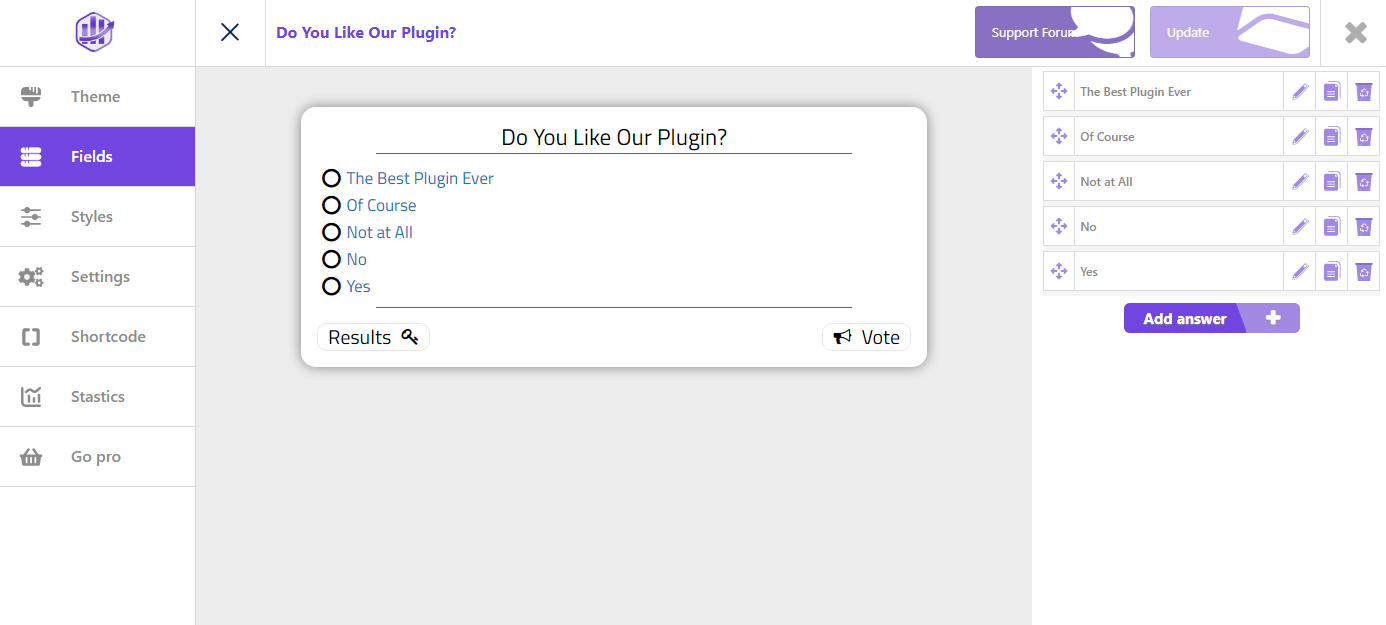 Do You Like Our Plugin?
Support Forum
Update
Theme
Fields
Styles
Settings
Shortcode
Stastics
Go pro
Do You Like Our Plugin?
The Best Plugin Ever
Of Course
Not at All
No
Yes
Results
Vote
The Best Plugin Ever
Of Course
Not at All
No
Yes
Add answer